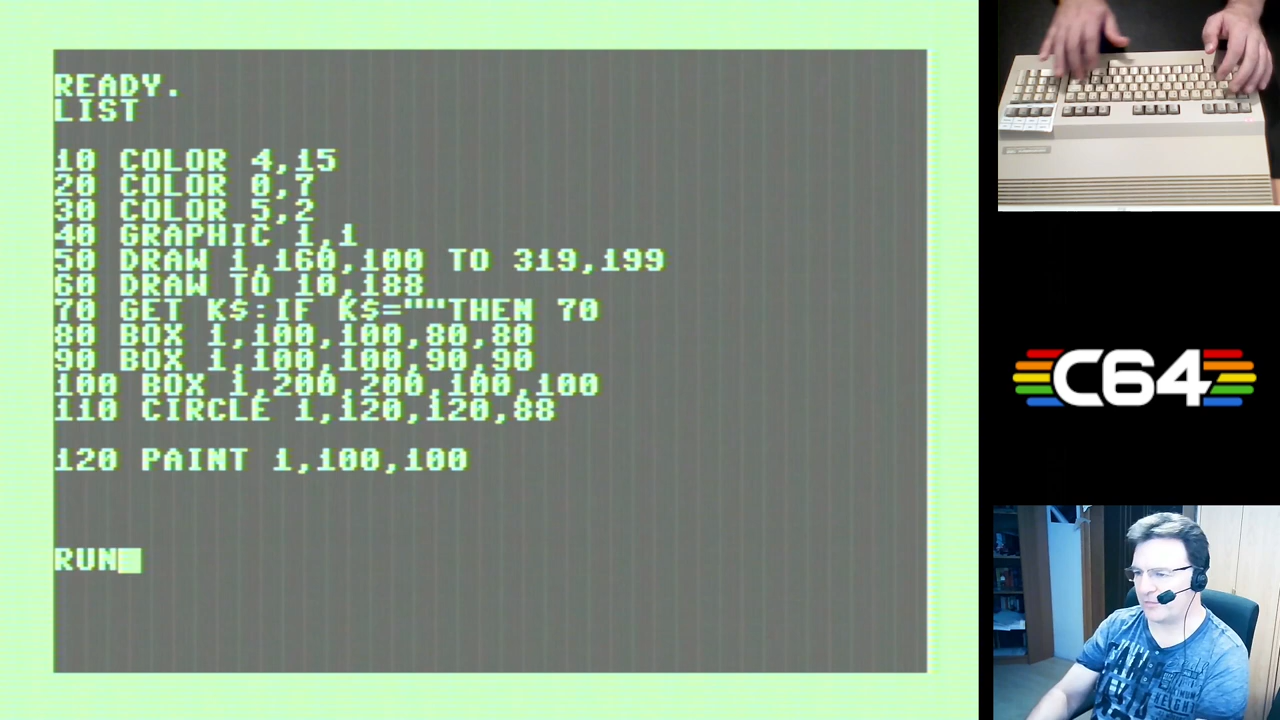 READY.
LIST
10 COLOR 4,15
20 COLOR 0,7
30 COLOR 5,2
40 GRAPHIC 1,1
50 DRAW 1,160,100 TO 319,199
60 DRAW TO 10,188
70 GET K$:IF K$=""THEN 70
80 BOX 1,100,100,80,80
90 BOX 1,100,100,90,90
100 BOX 1,200,200,100,100
110 CIRCLE 1,120,120,88
120 PAINT 1,100,100
RUN
C64